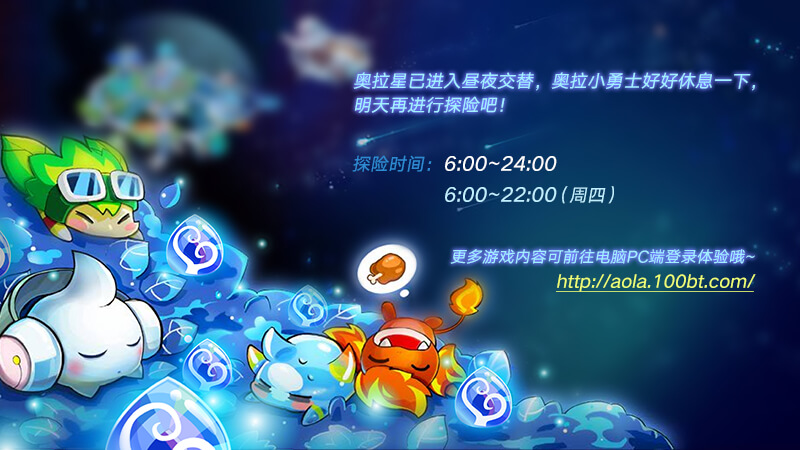 奥拉星已进入昼夜交替，奥拉小勇士好好休息一下，
明天再进行探险吧！
探险时间：6:00~24:00
6:00~22:00（周四）
更多游戏内容可前往电脑PC端登录体验哦~
http://aola.100bt.com/